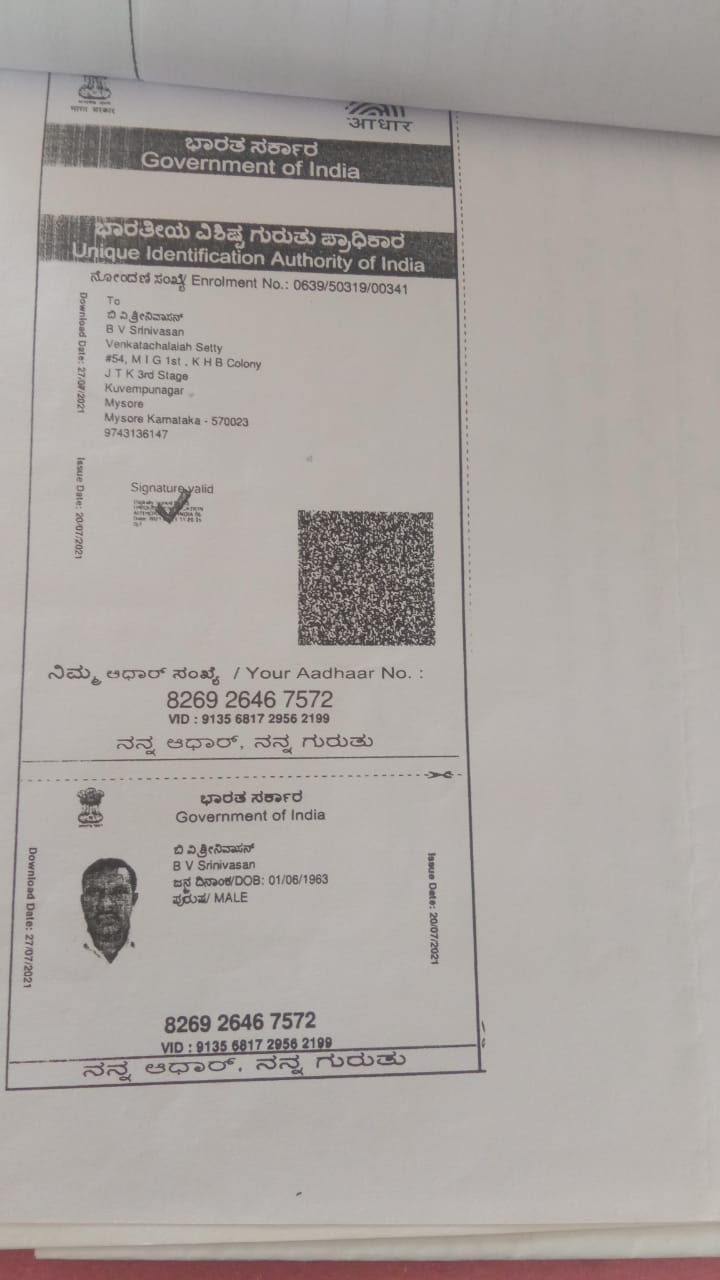 भारत सरकार
आधार
ಭಾರತ ಸರ್ಕಾರ
Government of India
ಭಾರತೀಯ ವಿಶಿಷ್ಟ ಗುರುತು ಪ್ರಾಧಿಕಾರ
Unique Identification Authority of India
ನೋಂದಣಿ ಸಂಖ್ಯೆ/ Enrolment No.: 0639/50319/00341
Download Date: 27/07/2021
To
ಬಿ ವಿ ಶ್ರೀನಿವಾಸನ್
B V Srinivasan
Venkatachalaiah Setty
#54, M I G 1st , K H B Colony
J T K 3rd Stage
Kuvempunagar
Mysore
Mysore Karnataka - 570023
9743136147
Issue Date: 20/07/2021
Signature valid
ನಿಮ್ಮ ಆಧಾರ್ ಸಂಖ್ಯೆ / Your Aadhaar No. :
8269 2646 7572
VID : 9135 6817 2956 2199
ನನ್ನ ಆಧಾರ್, ನನ್ನ ಗುರುತು
ಭಾರತ ಸರ್ಕಾರ
Government of India
Download Date: 27/07/2021
ಬಿ ವಿ ಶ್ರೀನಿವಾಸನ್
B V Srinivasan
ಜನ್ಮ ದಿನಾಂಕ/DOB: 01/06/1963
ಪುರುಷ/ MALE
Issue Date: 20/07/2021
8269 2646 7572
VID : 9135 6817 2956 2199
ನನ್ನ ಆಧಾರ್, ನನ್ನ ಗುರುತು